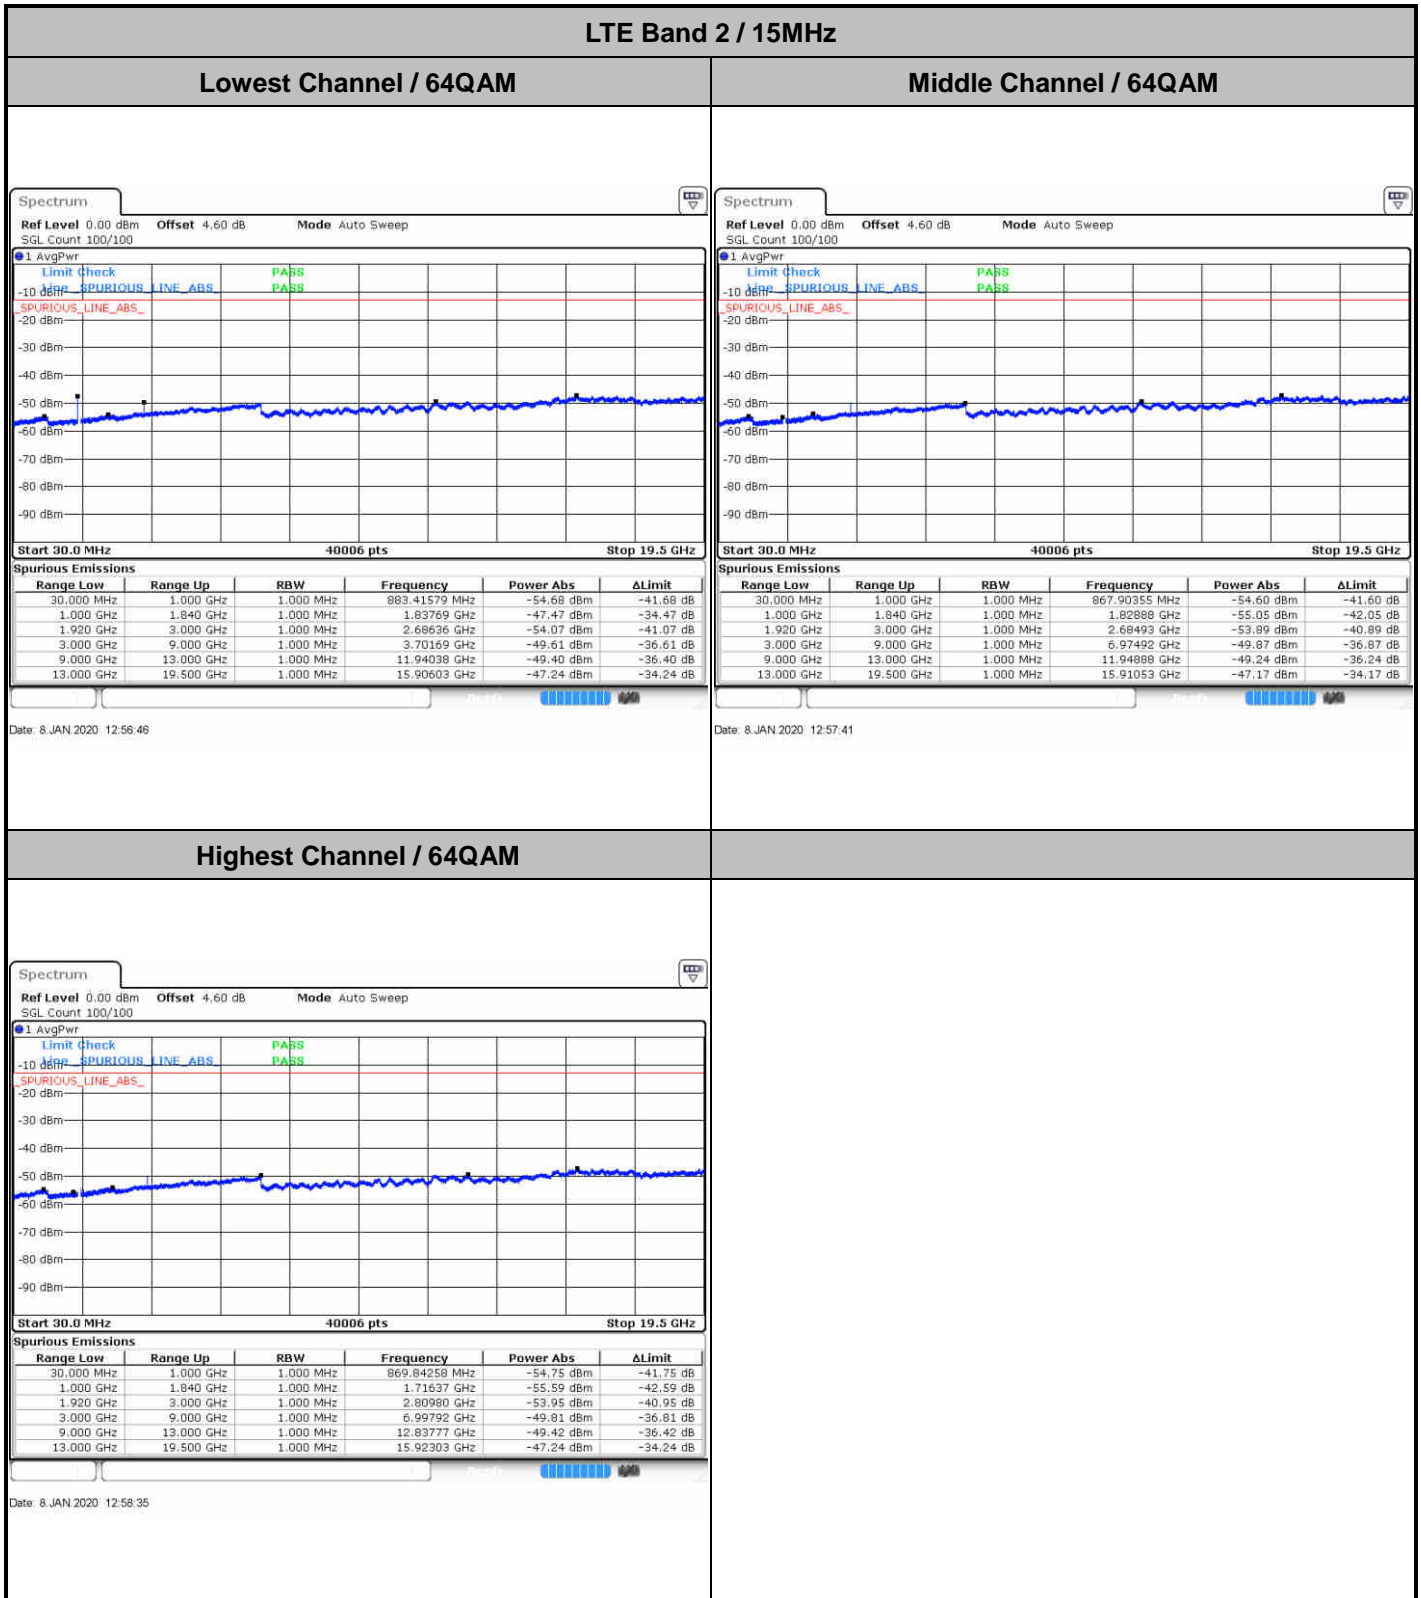 LTE Band 2 / 15MHz
Lowest Channel / 64QAM
Spectrum
Ref Level 0.00 dBm Offset 4.60 dB Mode Auto Sweep
SGL Count 100/100
1 AvgPwr
Limit Check PASS
-10 dBm Line _SPURIOUS_LINE_ABS_ PASS
_SPURIOUS_LINE_ABS_
-20 dBm
-30 dBm
-40 dBm
-50 dBm
-60 dBm
-70 dBm
-80 dBm
-90 dBm
Start 30.0 MHz 40006 pts Stop 19.5 GHz
Spurious Emissions
Range Low Range Up RBW Frequency Power Abs ΔLimit
30.000 MHz 1.000 GHz 1.000 MHz 883.41579 MHz -54.68 dBm -41.68 dB
1.000 GHz 1.840 GHz 1.000 MHz 1.83769 GHz -47.47 dBm -34.47 dB
1.920 GHz 3.000 GHz 1.000 MHz 2.68636 GHz -54.07 dBm -41.07 dB
3.000 GHz 9.000 GHz 1.000 MHz 3.70169 GHz -49.61 dBm -36.61 dB
9.000 GHz 13.000 GHz 1.000 MHz 11.94038 GHz -49.40 dBm -36.40 dB
13.000 GHz 19.500 GHz 1.000 MHz 15.90603 GHz -47.24 dBm -34.24 dB
Date: 8.JAN.2020 12:56:46
Middle Channel / 64QAM
Spectrum
Ref Level 0.00 dBm Offset 4.60 dB Mode Auto Sweep
SGL Count 100/100
1 AvgPwr
Limit Check PASS
-10 dBm Line _SPURIOUS_LINE_ABS_ PASS
_SPURIOUS_LINE_ABS_
-20 dBm
-30 dBm
-40 dBm
-50 dBm
-60 dBm
-70 dBm
-80 dBm
-90 dBm
Start 30.0 MHz 40006 pts Stop 19.5 GHz
Spurious Emissions
Range Low Range Up RBW Frequency Power Abs ΔLimit
30.000 MHz 1.000 GHz 1.000 MHz 867.90355 MHz -54.60 dBm -41.60 dB
1.000 GHz 1.840 GHz 1.000 MHz 1.82888 GHz -55.05 dBm -42.05 dB
1.920 GHz 3.000 GHz 1.000 MHz 2.68493 GHz -53.89 dBm -40.89 dB
3.000 GHz 9.000 GHz 1.000 MHz 6.97492 GHz -49.87 dBm -36.87 dB
9.000 GHz 13.000 GHz 1.000 MHz 11.94888 GHz -49.24 dBm -36.24 dB
13.000 GHz 19.500 GHz 1.000 MHz 15.91053 GHz -47.17 dBm -34.17 dB
Date: 8.JAN.2020 12:57:41
Highest Channel / 64QAM
Spectrum
Ref Level 0.00 dBm Offset 4.60 dB Mode Auto Sweep
SGL Count 100/100
1 AvgPwr
Limit Check PASS
-10 dBm Line _SPURIOUS_LINE_ABS_ PASS
_SPURIOUS_LINE_ABS_
-20 dBm
-30 dBm
-40 dBm
-50 dBm
-60 dBm
-70 dBm
-80 dBm
-90 dBm
Start 30.0 MHz 40006 pts Stop 19.5 GHz
Spurious Emissions
Range Low Range Up RBW Frequency Power Abs ΔLimit
30.000 MHz 1.000 GHz 1.000 MHz 869.84258 MHz -54.75 dBm -41.75 dB
1.000 GHz 1.840 GHz 1.000 MHz 1.71637 GHz -55.59 dBm -42.59 dB
1.920 GHz 3.000 GHz 1.000 MHz 2.80980 GHz -53.95 dBm -40.95 dB
3.000 GHz 9.000 GHz 1.000 MHz 6.99792 GHz -49.81 dBm -36.81 dB
9.000 GHz 13.000 GHz 1.000 MHz 12.83777 GHz -49.42 dBm -36.42 dB
13.000 GHz 19.500 GHz 1.000 MHz 15.92303 GHz -47.24 dBm -34.24 dB
Date: 8.JAN.2020 12:58:35